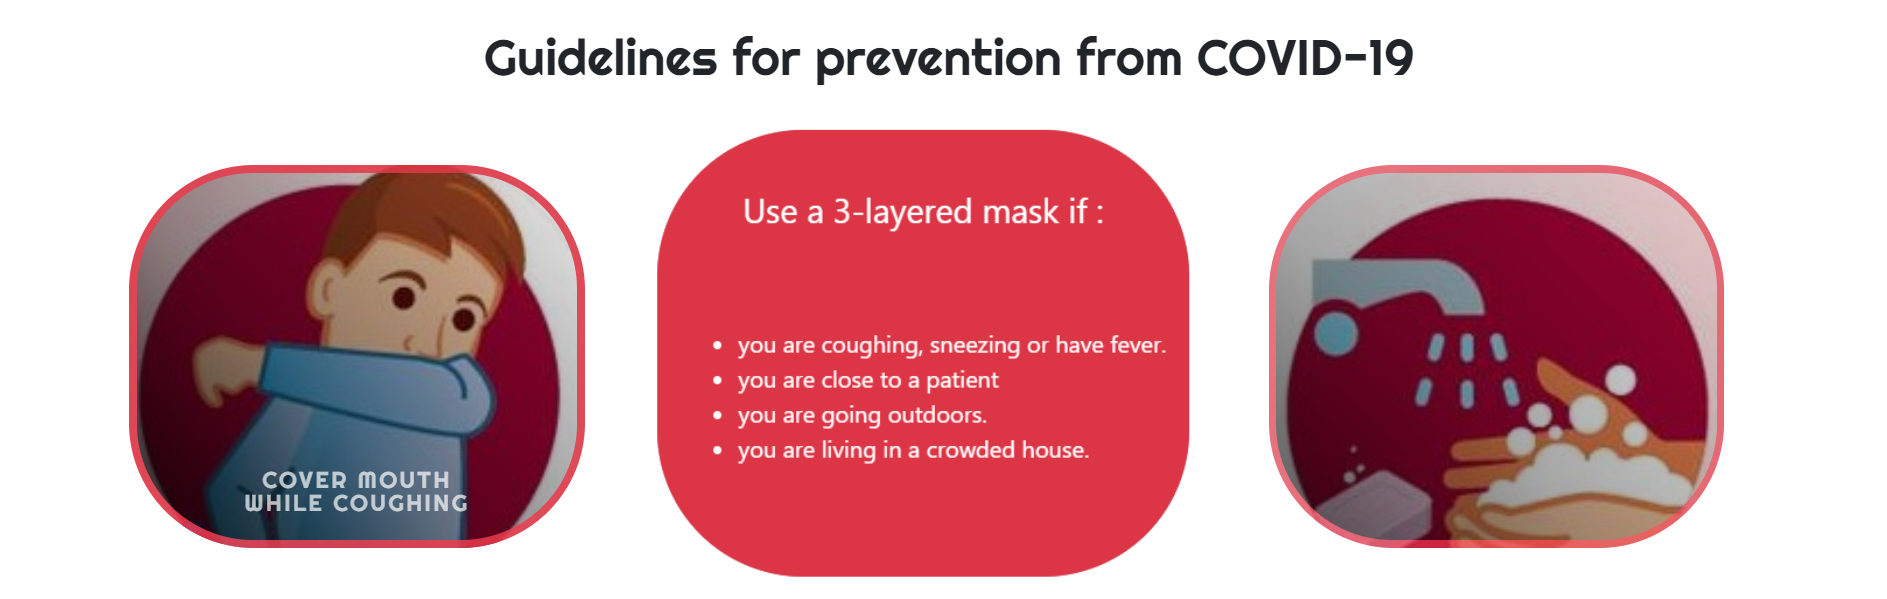 Guidelines for prevention from COVID-19
COVER MOUTH
WHILE COUGHING
Use a 3-layered mask if :
• you are coughing, sneezing or have fever.
• you are close to a patient
• you are going outdoors.
• you are living in a crowded house.